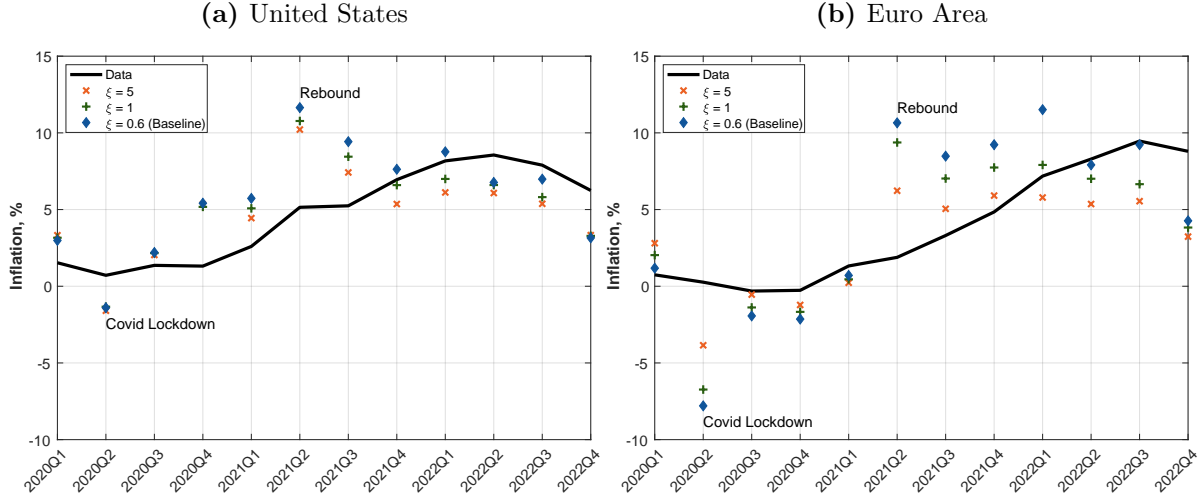 (a) United States
15
10
5
0
-5
-10
Inflation, %
Data
ξ = 5
ξ = 1
ξ = 0.6 (Baseline)
Rebound
Covid Lockdown
2020Q1
2020Q2
2020Q3
2020Q4
2021Q1
2021Q2
2021Q3
2021Q4
2022Q1
2022Q2
2022Q3
2022Q4
(b) Euro Area
15
10
5
0
-5
-10
Inflation, %
Data
ξ = 5
ξ = 1
ξ = 0.6 (Baseline)
Rebound
Covid Lockdown
2020Q1
2020Q2
2020Q3
2020Q4
2021Q1
2021Q2
2021Q3
2021Q4
2022Q1
2022Q2
2022Q3
2022Q4